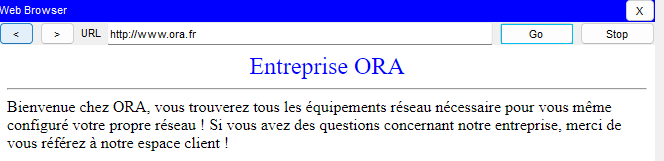 Web Browser
X
< > URL http://www.ora.fr Go Stop
Entreprise ORA
Bienvenue chez ORA, vous trouverez tous les équipements réseau nécessaire pour vous même
configuré votre propre réseau ! Si vous avez des questions concernant notre entreprise, merci de
vous référez à notre espace client !